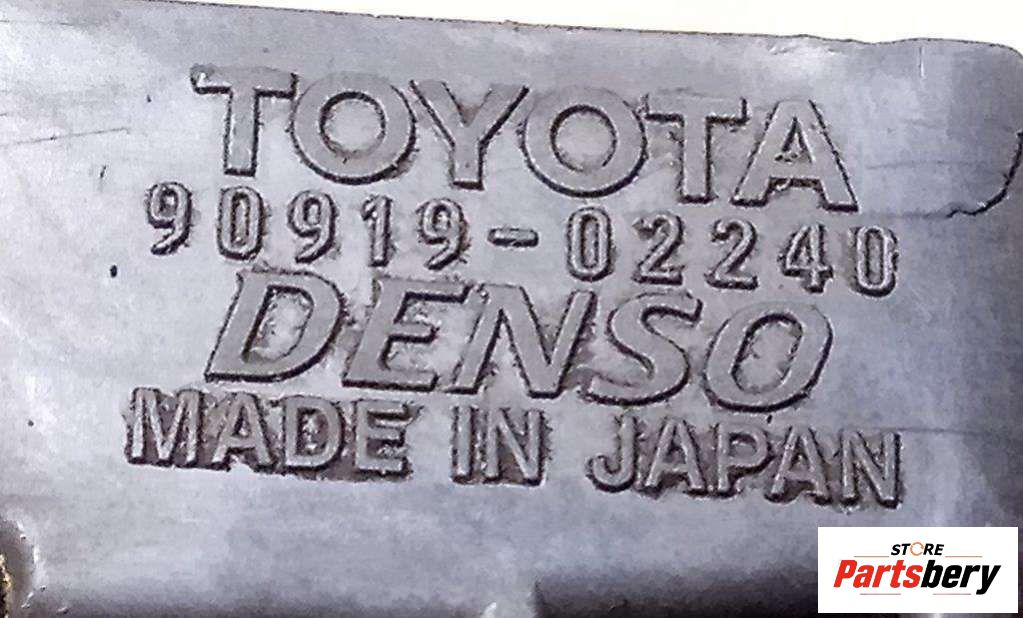 TOYOTA
90919-02240
DENSO
MADE IN JAPAN
STORE
Partsbery